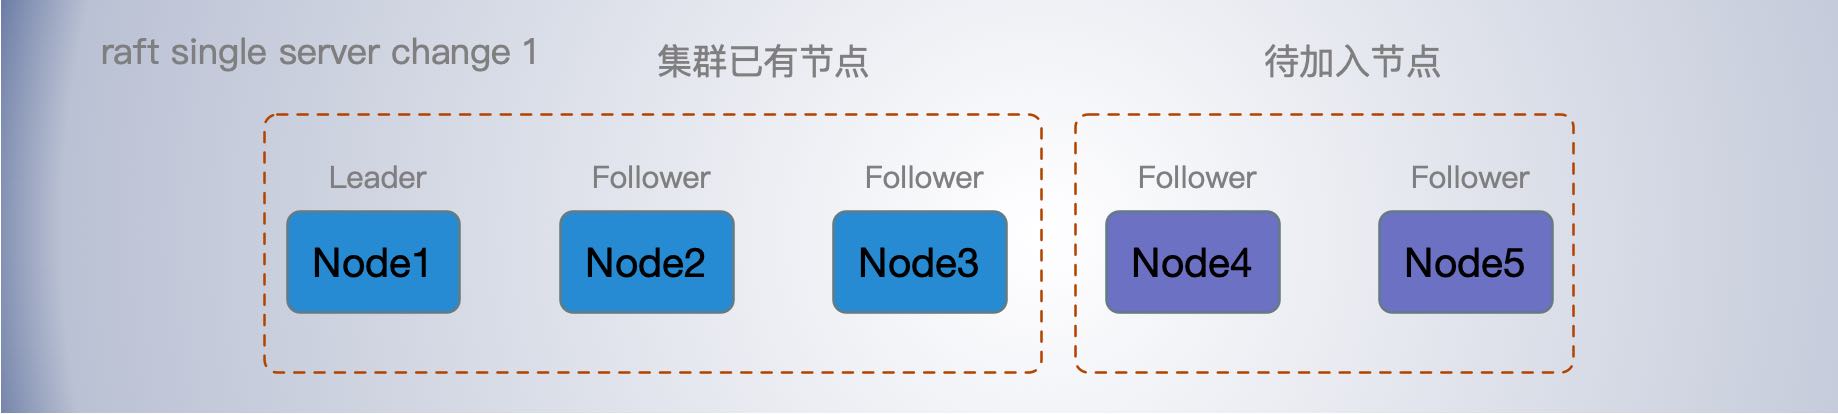 raft single server change 1
集群已有节点
待加入节点
Leader
Follower
Follower
Follower
Follower
Node1
Node2
Node3
Node4
Node5